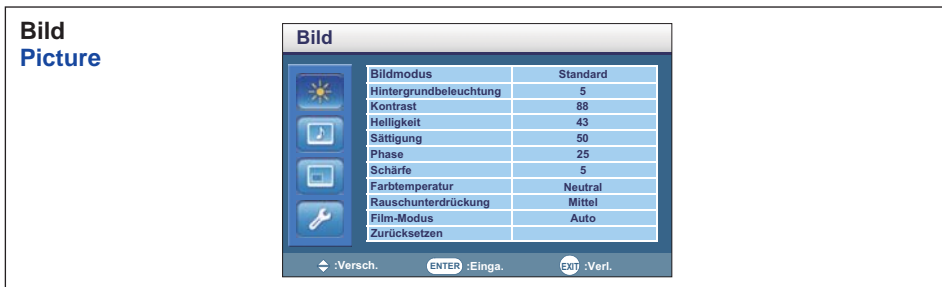 Bild
Picture
Bild
Bildmodus Standard
Hintergrundbeleuchtung 5
Kontrast 88
Helligkeit 43
Sättigung 50
Phase 25
Schärfe 5
Farbtemperatur Neutral
Rauschunterdrückung Mittel
Film-Modus Auto
Zurücksetzen
:Versch. ENTER :Einga. EXIT :Verl.